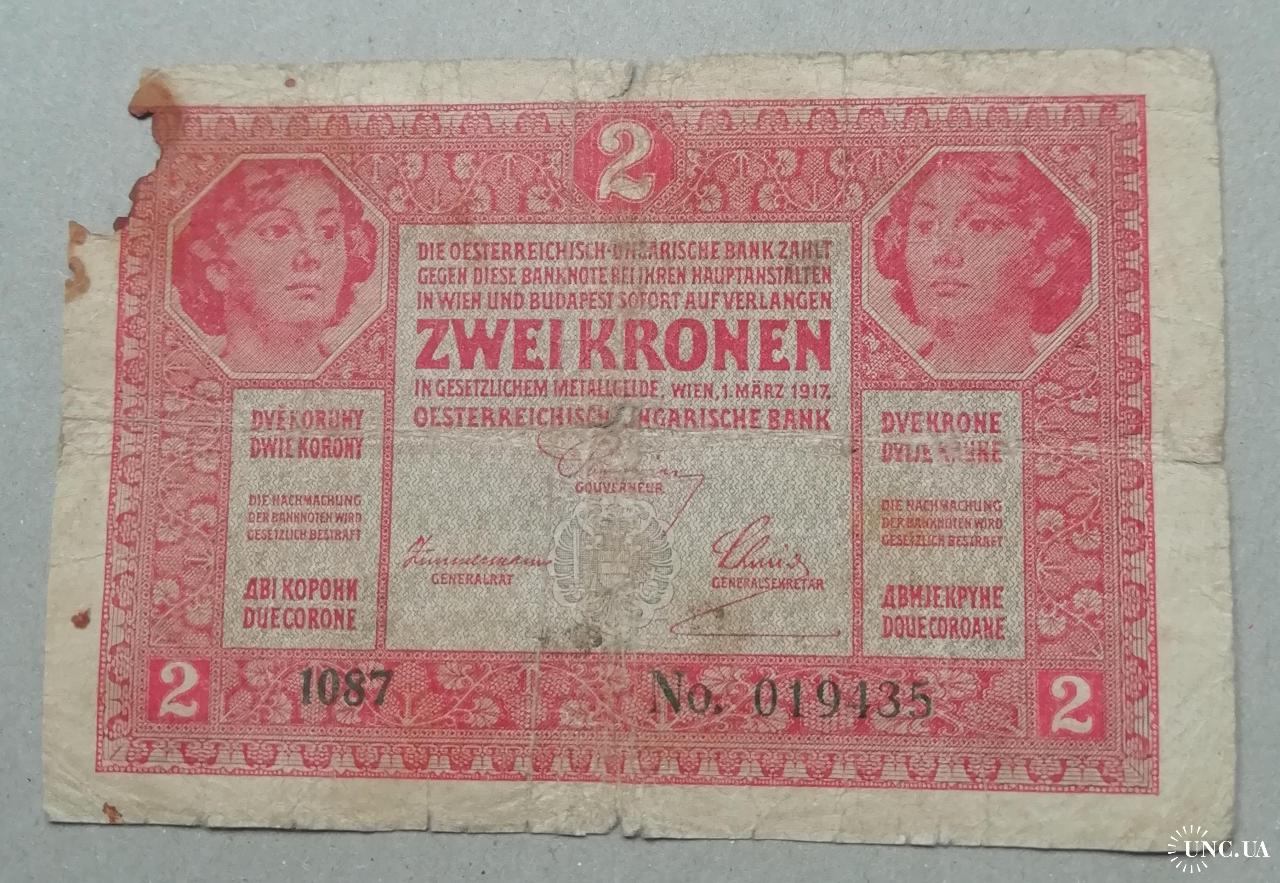 2
DIE OESTERREICHISCH-UNGARISCHE BANK ZAHLT
GEGEN DIESE BANKNOTE BEI IHREN HAUPTANSTALTEN
IN WIEN UND BUDAPEST SOFORT AUF VERLANGEN
ZWEI KRONEN
IN GESETZLICHEM METALLGELDE. WIEN, 1. MÄRZ 1917.
OESTERREICHISCH-UNGARISCHE BANK
GOUVERNEUR
Zimmermann
GENERALRAT
GENERALSEKRETÄR
DVĚ KORUNY
DWIE KORONY
DIE NACHMACHUNG
DER BANKNOTEN WIRD
GESETZLICH BESTRAFT
ДВІ КОРОНИ
DUE CORONE
DVE KRONE
DVIJE KRUNE
DIE NACHMACHUNG
DER BANKNOTEN WIRD
GESETZLICH BESTRAFT
ДВИЈЕ КРУНЕ
DOUE COROANE
2
1087
No. 019435
2
UNC.UA